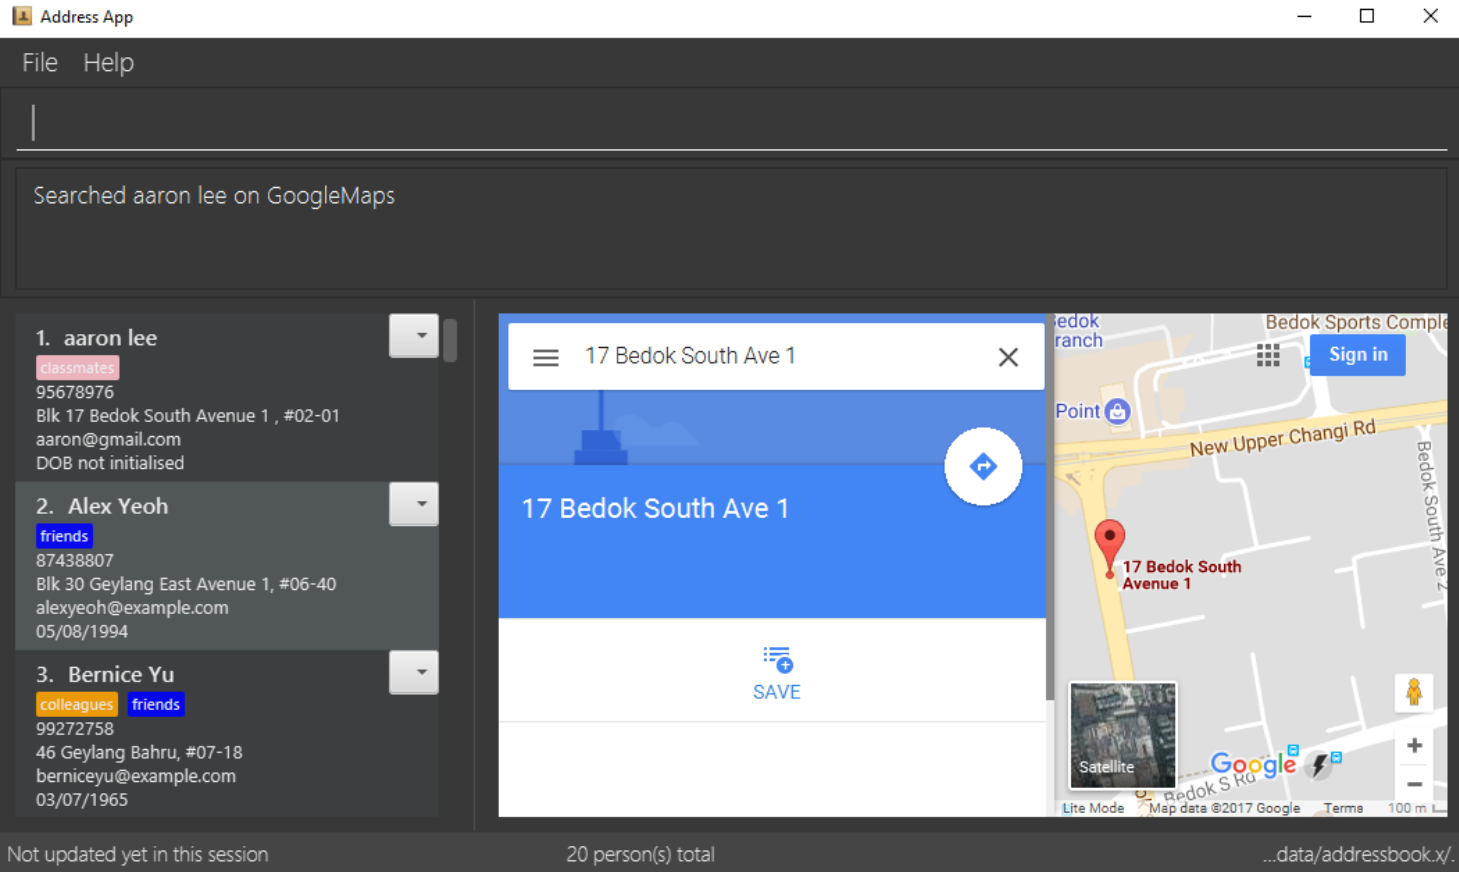 Address App
File Help
Searched aaron lee on GoogleMaps
1. aaron lee
classmates
95678976
Blk 17 Bedok South Avenue 1 , #02-01
aaron@gmail.com
DOB not initialised
2. Alex Yeoh
friends
87438807
Blk 30 Geylang East Avenue 1, #06-40
alexyeoh@example.com
05/08/1994
3. Bernice Yu
colleagues friends
99272758
46 Geylang Bahru, #07-18
berniceyu@example.com
03/07/1965
17 Bedok South Ave 1
17 Bedok South Ave 1
SAVE
Bedok Sports Comple
edok
ranch
Sign in
Point
New Upper Changi Rd
Bedok South Ave 2
17 Bedok South
Avenue 1
Satellite
Google
Bedok S Rd
Lite Mode Map data ©2017 Google Terms 100 m
Not updated yet in this session 20 person(s) total ...data/addressbook.x/.